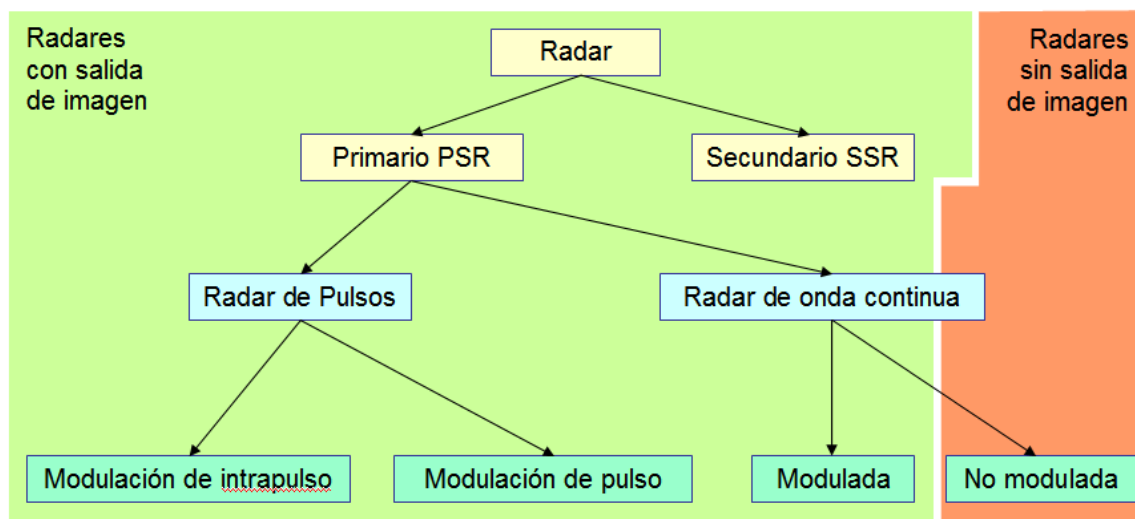 Radares
con salida
de imagen
Radar
Radares
sin salida
de imagen
Primario PSR
Secundario SSR
Radar de Pulsos
Radar de onda continua
Modulación de intrapulso
Modulación de pulso
Modulada
No modulada